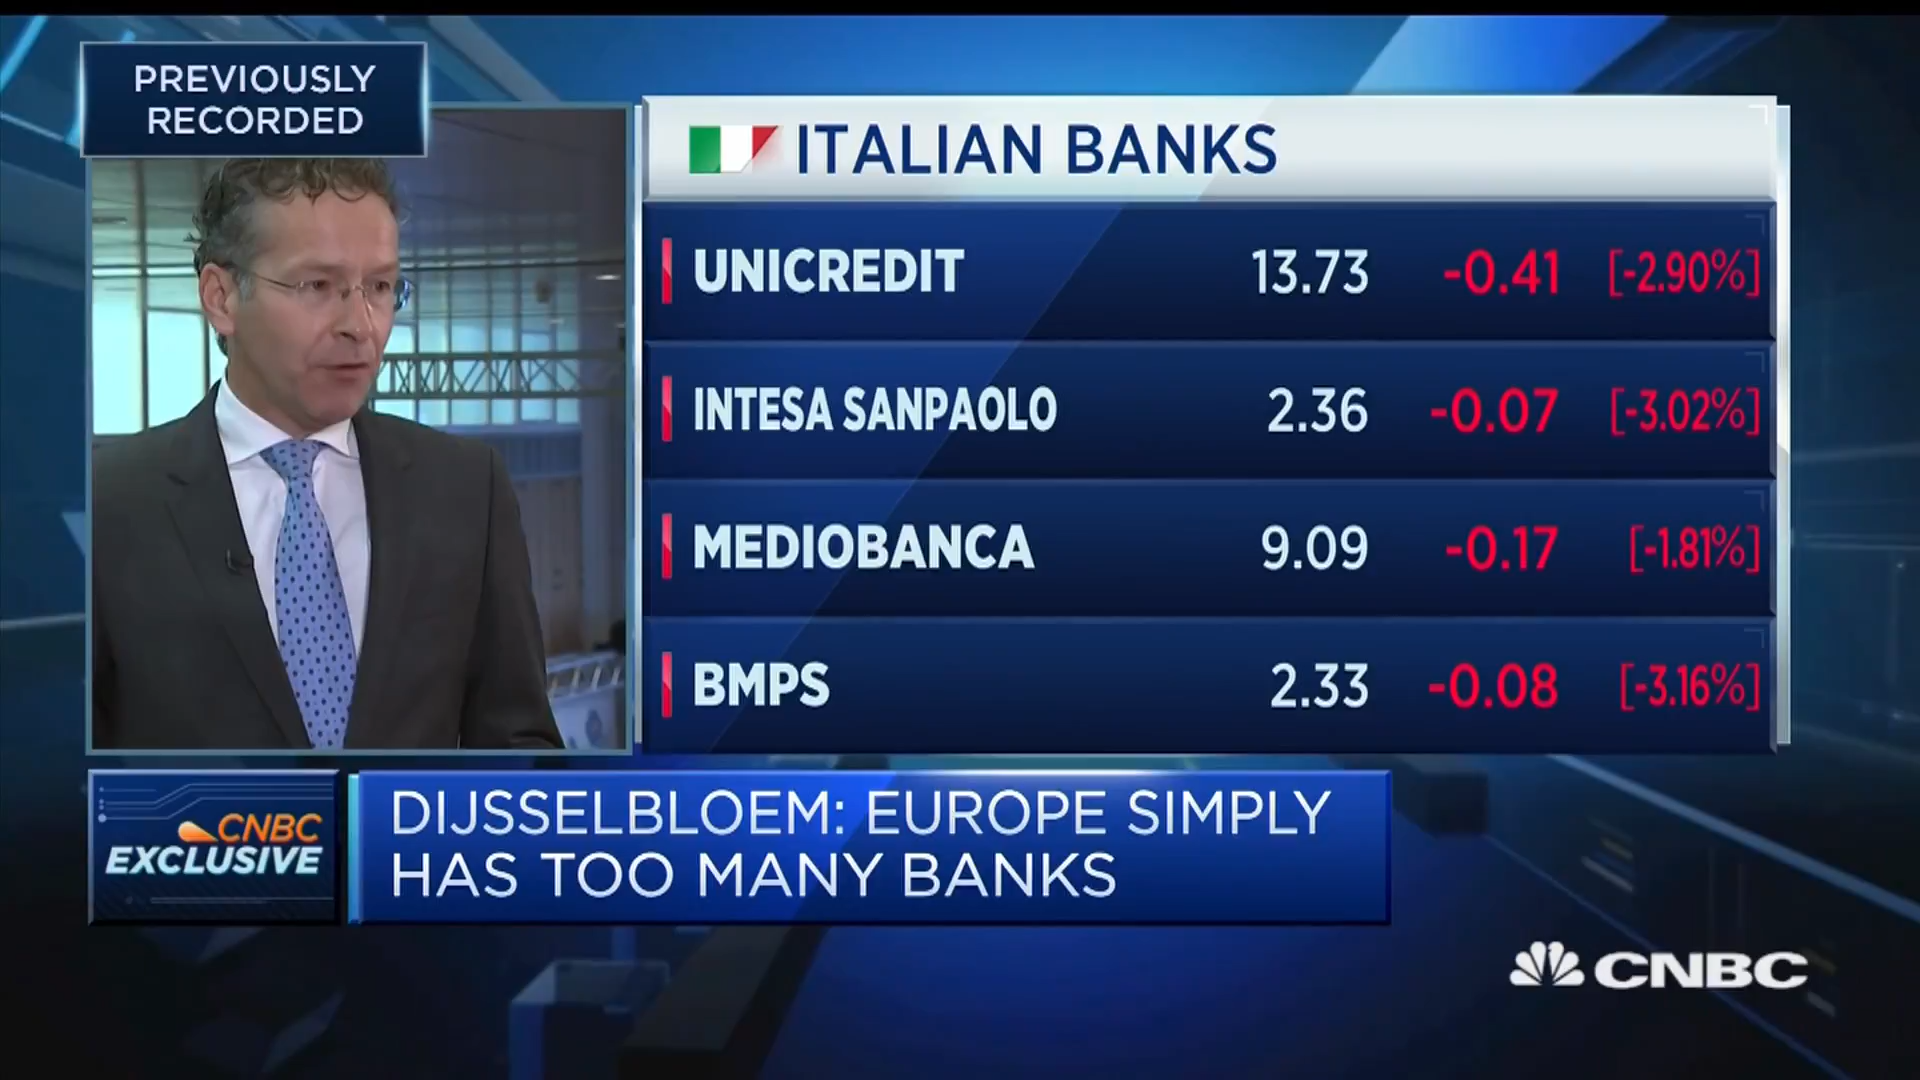 PREVIOUSLY
RECORDED
ITALIAN BANKS
UNICREDIT 13.73 -0.41 [-2.90%]
INTESA SANPAOLO 2.36 -0.07 [-3.02%]
MEDIOBANCA 9.09 -0.17 [-1.81%]
BMPS 2.33 -0.08 [-3.16%]
CNBC
EXCLUSIVE
DIJSSELBLOEM: EUROPE SIMPLY
HAS TOO MANY BANKS
CNBC